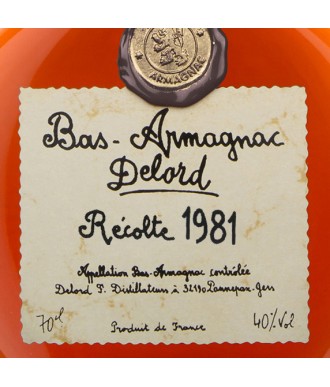 ARMAGNAC
Bas-Armagnac
Delord
Récolte 1981
Appellation Bas-Armagnac contrôlée
Delord F. Distillateurs à 32190 Lannepax-Gers
70cl
40% Vol
Produit de France